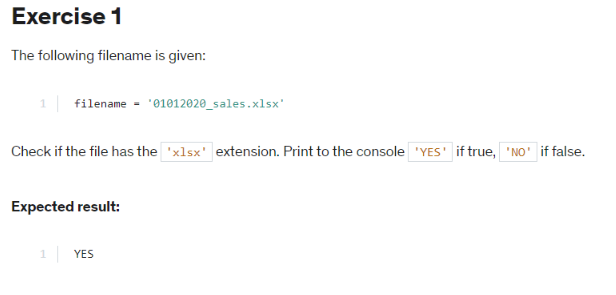 Exercise 1
The following filename is given:
1 filename = '01012020_sales.xlsx'
Check if the file has the 'xlsx' extension. Print to the console 'YES' if true, 'NO' if false.
Expected result:
1 YES